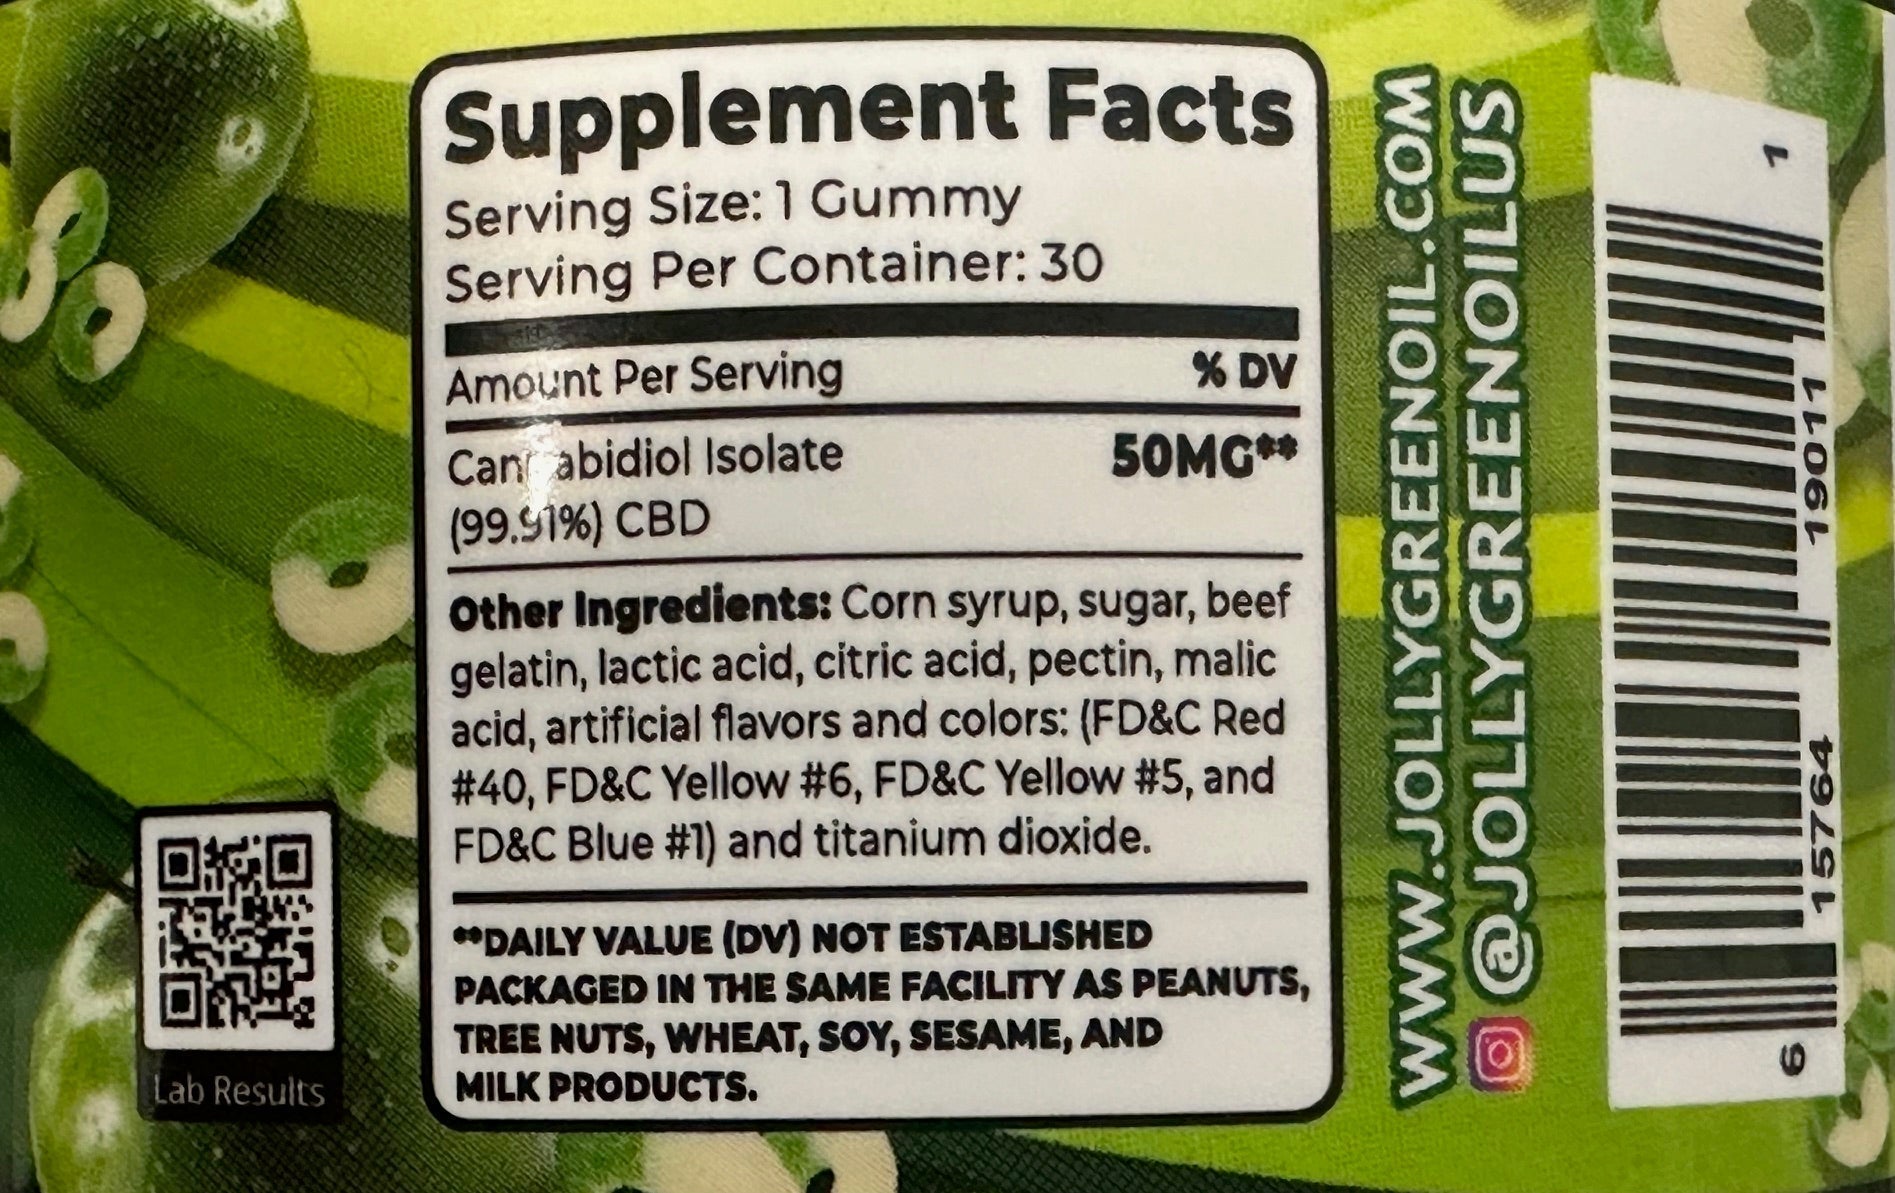 Supplement Facts
Serving Size: 1 Gummy
Serving Per Container: 30
Amount Per Serving % DV
Cannabidiol Isolate 50MG**
(99.91%) CBD
Other Ingredients: Corn syrup, sugar, beef
gelatin, lactic acid, citric acid, pectin, malic
acid, artificial flavors and colors: (FD&C Red
#40, FD&C Yellow #6, FD&C Yellow #5, and
FD&C Blue #1) and titanium dioxide.
**DAILY VALUE (DV) NOT ESTABLISHED
PACKAGED IN THE SAME FACILITY AS PEANUTS,
TREE NUTS, WHEAT, SOY, SESAME, AND
MILK PRODUCTS.
Lab Results
WWW.JOLLYGREENOIL.COM
@JOLLYGREENOILUS
6 15764 19011 1